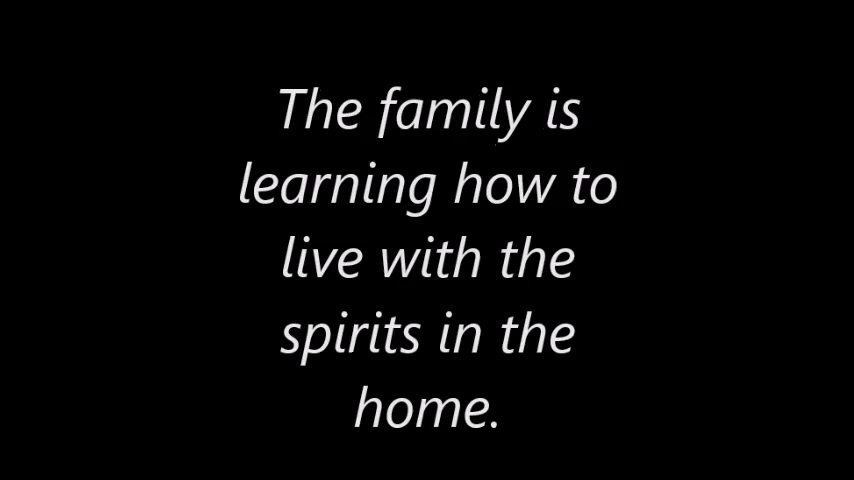 The family is
learning how to
live with the
spirits in the
home.